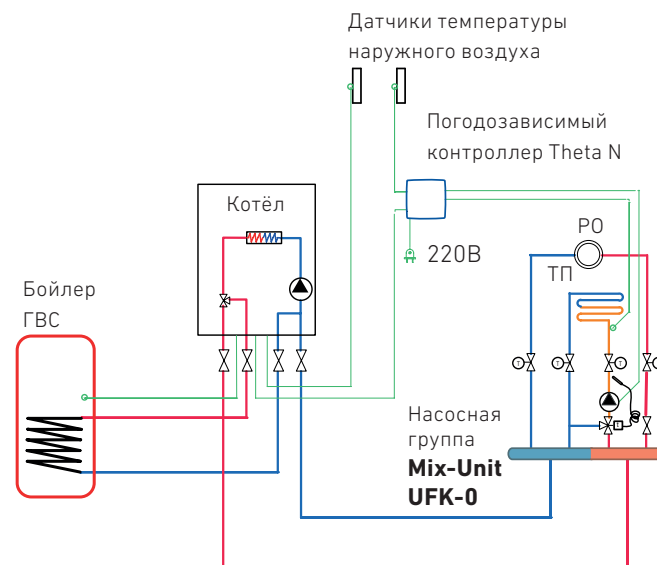 Датчики температуры
наружного воздуха
Погодозависимый
контроллер Theta N
Котёл
220В
РО
ТП
Бойлер
ГВС
Насосная
группа
Mix-Unit
UFK-0
T
T
T
T
T